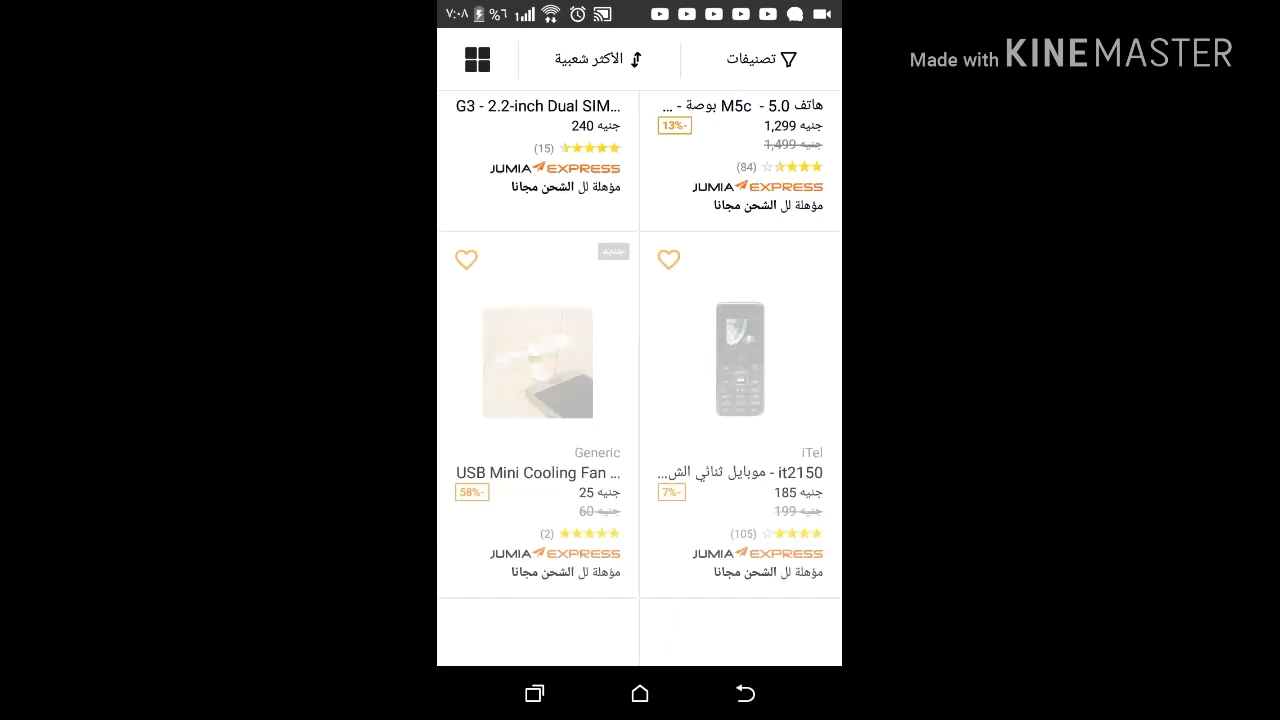 ٧:٠٨ %٦
Made with KINEMASTER
تصنيفات
الأكثر شعبية
هاتف M5c - 5.0 بوصة - ...
جنيه 1,299
-13%
جنيه 1,499
(84)
JUMIA EXPRESS
مؤهلة لل الشحن مجانا
G3 - 2.2-inch Dual SIM...
جنيه 240
(15)
JUMIA EXPRESS
مؤهلة لل الشحن مجانا
iTel
it2150 - موبايل ثنائي الش...
جنيه 185
-7%
جنيه 199
(105)
JUMIA EXPRESS
مؤهلة لل الشحن مجانا
جديد
Generic
USB Mini Cooling Fan ...
جنيه 25
-58%
جنيه 60
(2)
JUMIA EXPRESS
مؤهلة لل الشحن مجانا